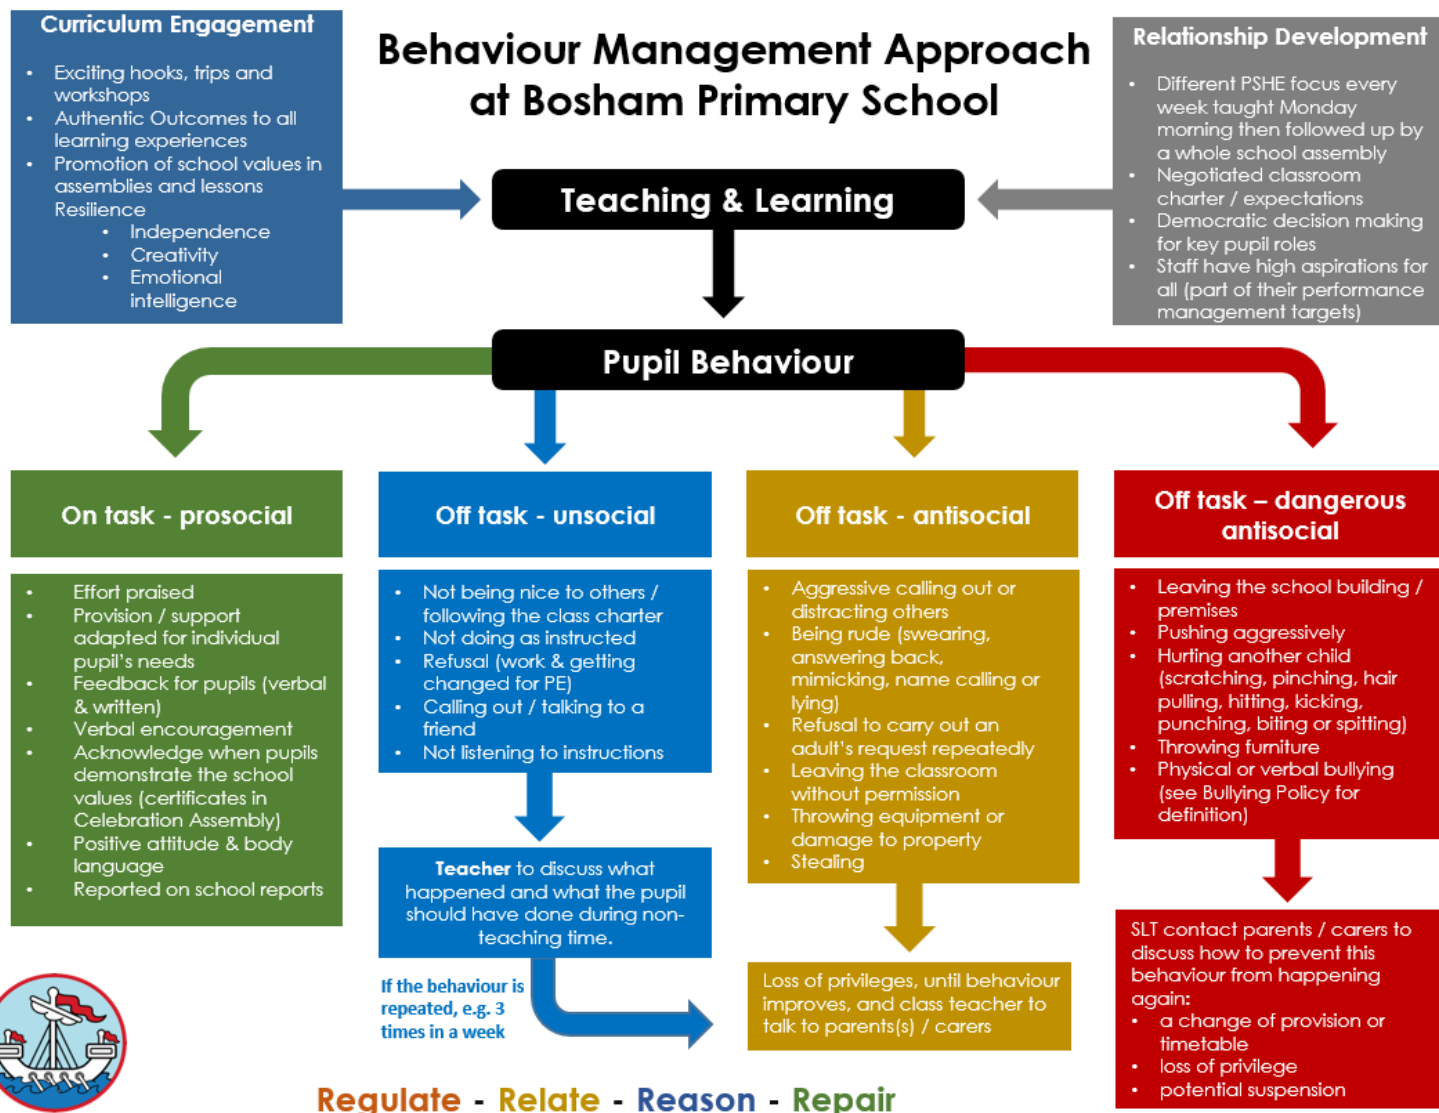 Curriculum Engagement
• Exciting hooks, trips and
workshops
• Authentic Outcomes to all
learning experiences
• Promotion of school values in
assemblies and lessons
Resilience
• Independence
• Creativity
• Emotional
intelligence
Behaviour Management Approach
at Bosham Primary School
Relationship Development
• Different PSHE focus every
week taught Monday
morning then followed up by
a whole school assembly
• Negotiated classroom
charter / expectations
• Democratic decision making
for key pupil roles
• Staff have high aspirations for
all (part of their performance
management targets)
Teaching & Learning
Pupil Behaviour
On task - prosocial
• Effort praised
• Provision / support
adapted for individual
pupil's needs
• Feedback for pupils (verbal
& written)
• Verbal encouragement
• Acknowledge when pupils
demonstrate the school
values (certificates in
Celebration Assembly)
• Positive attitude & body
language
• Reported on school reports
Off task - unsocial
• Not being nice to others /
following the class charter
• Not doing as instructed
• Refusal (work & getting
changed for PE)
• Calling out / talking to a
friend
• Not listening to instructions
Teacher to discuss what
happened and what the pupil
should have done during non-
teaching time.
If the behaviour is
repeated, e.g. 3
times in a week
Off task - antisocial
• Aggressive calling out or
distracting others
• Being rude (swearing,
answering back,
mimicking, name calling or
lying)
• Refusal to carry out an
adult's request repeatedly
• Leaving the classroom
without permission
• Throwing equipment or
damage to property
• Stealing
Loss of privileges, until behaviour
improves, and class teacher to
talk to parents(s) / carers
Off task – dangerous
antisocial
• Leaving the school building /
premises
• Pushing aggressively
• Hurting another child
(scratching, pinching, hair
pulling, hitting, kicking,
punching, biting or spitting)
• Throwing furniture
• Physical or verbal bullying
(see Bullying Policy for
definition)
SLT contact parents / carers to
discuss how to prevent this
behaviour from happening
again:
• a change of provision or
timetable
• loss of privilege
• potential suspension
Regulate - Relate - Reason - Repair